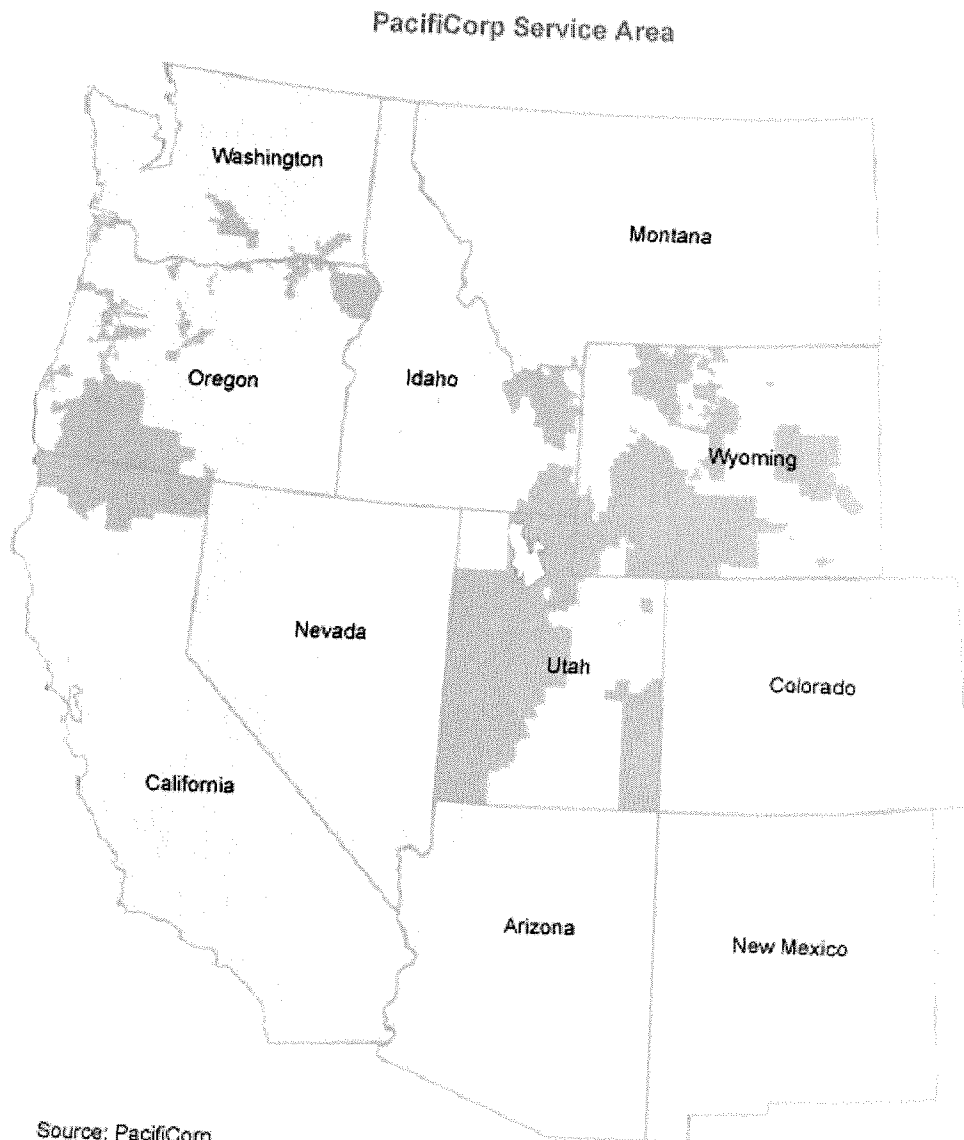 PacifiCorp Service Area
Washington
Montana
Oregon
Idaho
Wyoming
Nevada
Utah
Colorado
California
Arizona
New Mexico
Source: PacifiCorp